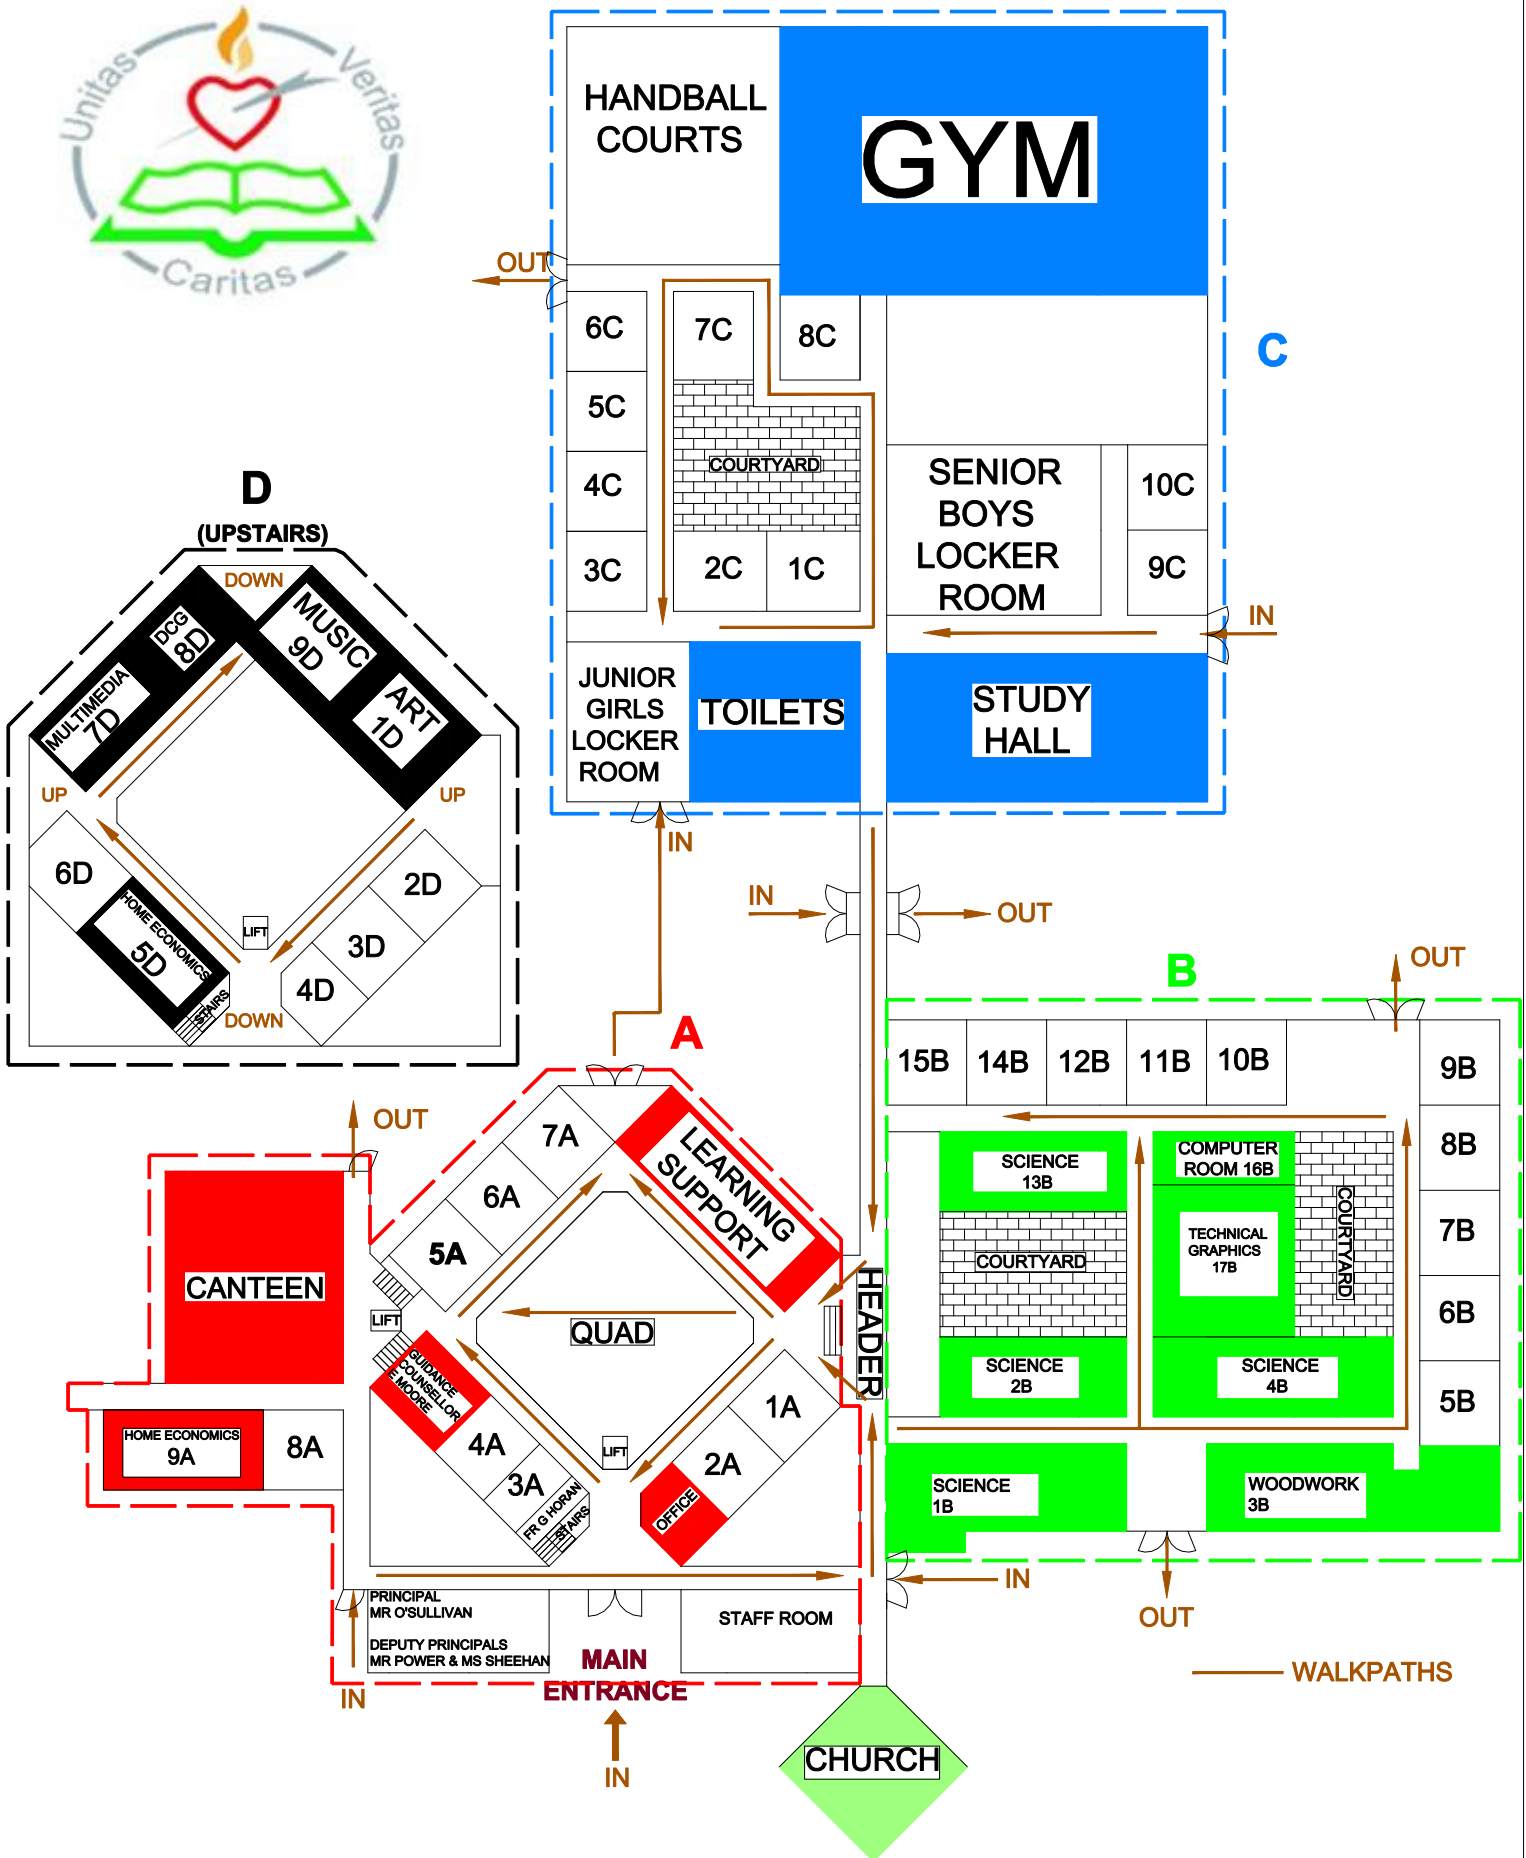 Unitas
Veritas
Caritas
HANDBALL
COURTS
GYM
OUT
6C
7C
8C
C
5C
COURTYARD
4C
SENIOR
BOYS
LOCKER
ROOM
10C
3C
2C
1C
9C
IN
JUNIOR
GIRLS
LOCKER
ROOM
TOILETS
STUDY
HALL
IN
D
(UPSTAIRS)
DOWN
DCG
8D
MUSIC
9D
MULTIMEDIA
7D
ART
1D
UP
UP
6D
2D
HOME ECONOMICS
5D
LIFT
3D
4D
STAIRS
DOWN
IN
OUT
B
OUT
A
15B
14B
12B
11B
10B
9B
OUT
7A
LEARNING
SUPPORT
SCIENCE
13B
COMPUTER
ROOM 16B
8B
6A
5A
COURTYARD
TECHNICAL
GRAPHICS
17B
COURTYARD
7B
CANTEEN
LIFT
QUAD
HEADER
6B
GUIDANCE
COUNSELLOR
E MOORE
SCIENCE
2B
SCIENCE
4B
5B
1A
HOME ECONOMICS
9A
8A
4A
LIFT
2A
3A
FR G HORAN
STAIRS
OFFICE
SCIENCE
1B
WOODWORK
3B
IN
OUT
PRINCIPAL
MR O'SULLIVAN
DEPUTY PRINCIPALS
MR POWER & MS SHEEHAN
STAFF ROOM
MAIN
ENTRANCE
IN
IN
WALKPATHS
CHURCH